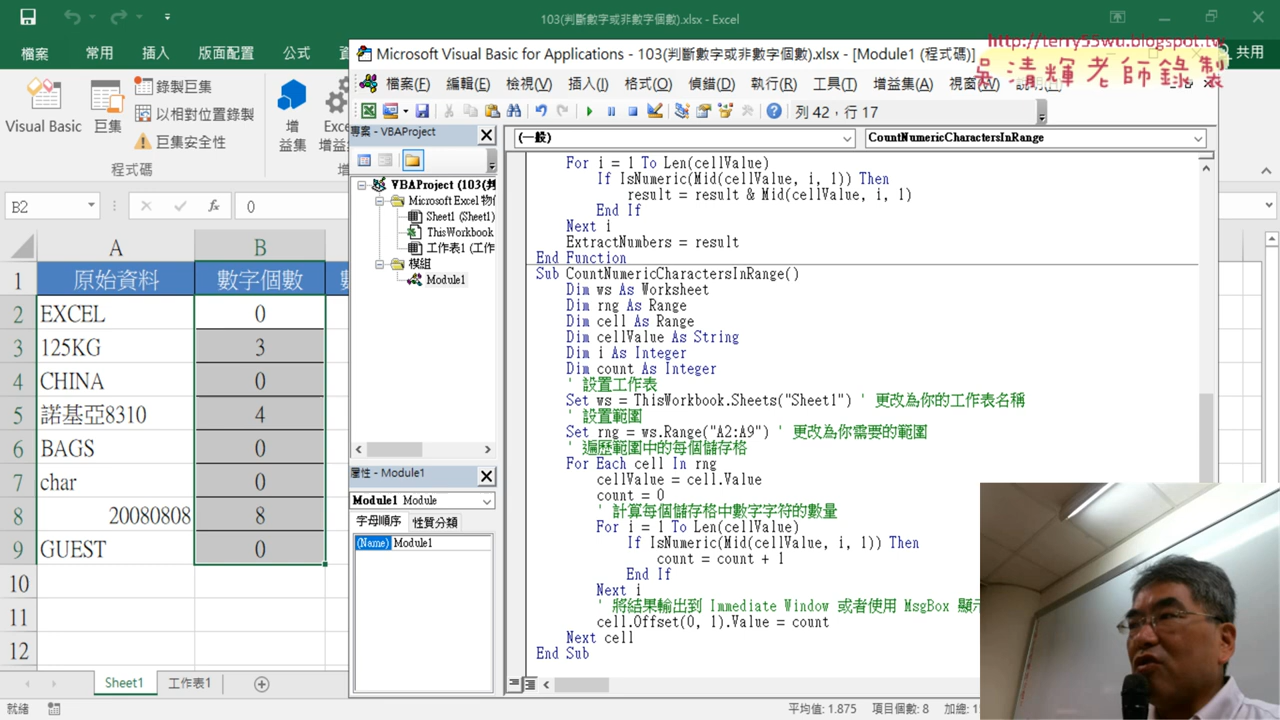 103(判斷數字或非數字個數).xlsx - Excel
檔案
常用
插入
版面配置
公式
共用
http://terry55wu.blogspot.tw
吳清輝老師錄製
Visual Basic
巨集
錄製巨集
以相對位置錄製
巨集安全性
程式碼
增
益集
Exce
增益
B2
fx
0
A
B
1
原始資料
數字個數
2
EXCEL
0
3
125KG
3
4
CHINA
0
5
諾基亞8310
4
6
BAGS
0
7
char
0
8
20080808
8
9
GUEST
0
10
11
12
Sheet1
工作表1
就緒
平均值: 1.875
項目個數: 8
加總: 1
Microsoft Visual Basic for Applications - 103(判斷數字或非數字個數).xlsx - [Module1 (程式碼)]
檔案(F)
編輯(E)
檢視(V)
插入(I)
格式(O)
偵錯(D)
執行(R)
工具(T)
增益集(A)
視窗(W)
列 42，行 17
專案 - VBAProject
VBAProject (103(判
Microsoft Excel 物件
Sheet1 (Sheet1)
ThisWorkbook
工作表1 (工作
模組
Module1
屬性 - Module1
Module1 Module
字母順序
性質分類
(Name)
Module1
(一般)
CountNumericCharactersInRange
For i = 1 To Len(cellValue)
If IsNumeric(Mid(cellValue, i, 1)) Then
result = result & Mid(cellValue, i, 1)
End If
Next i
ExtractNumbers = result
End Function
Sub CountNumericCharactersInRange()
Dim ws As Worksheet
Dim rng As Range
Dim cell As Range
Dim cellValue As String
Dim i As Integer
Dim count As Integer
' 設置工作表
Set ws = ThisWorkbook.Sheets("Sheet1") ' 更改為你的工作表名稱
' 設置範圍
Set rng = ws.Range("A2:A9") ' 更改為你需要的範圍
' 遍歷範圍中的每個儲存格
For Each cell In rng
cellValue = cell.Value
count = 0
' 計算每個儲存格中數字字符的數量
For i = 1 To Len(cellValue)
If IsNumeric(Mid(cellValue, i, 1)) Then
count = count + 1
End If
Next i
' 將結果輸出到 Immediate Window 或者使用 MsgBox 顯示
cell.Offset(0, 1).Value = count
Next cell
End Sub